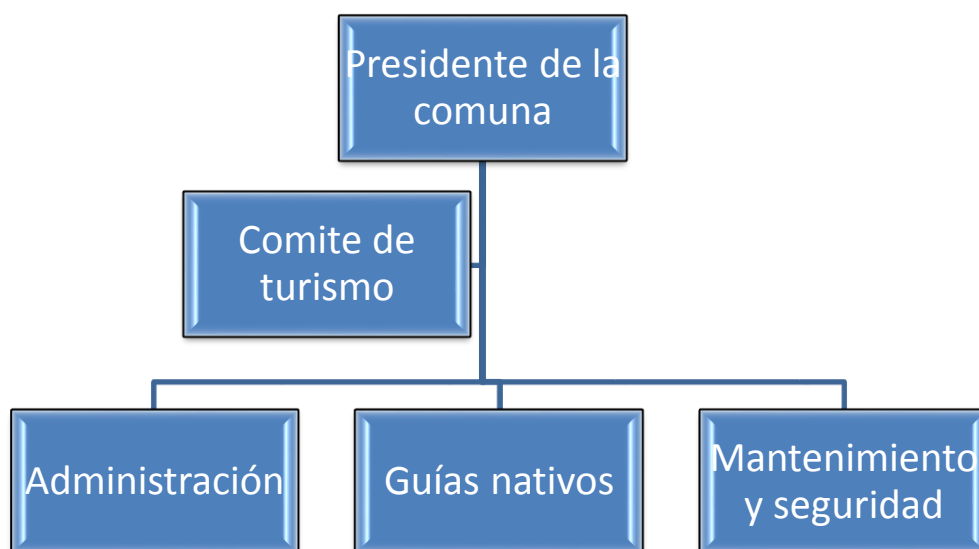 Presidente de la
comuna
Comite de
turismo
Administración
Guías nativos
Mantenimiento
y seguridad